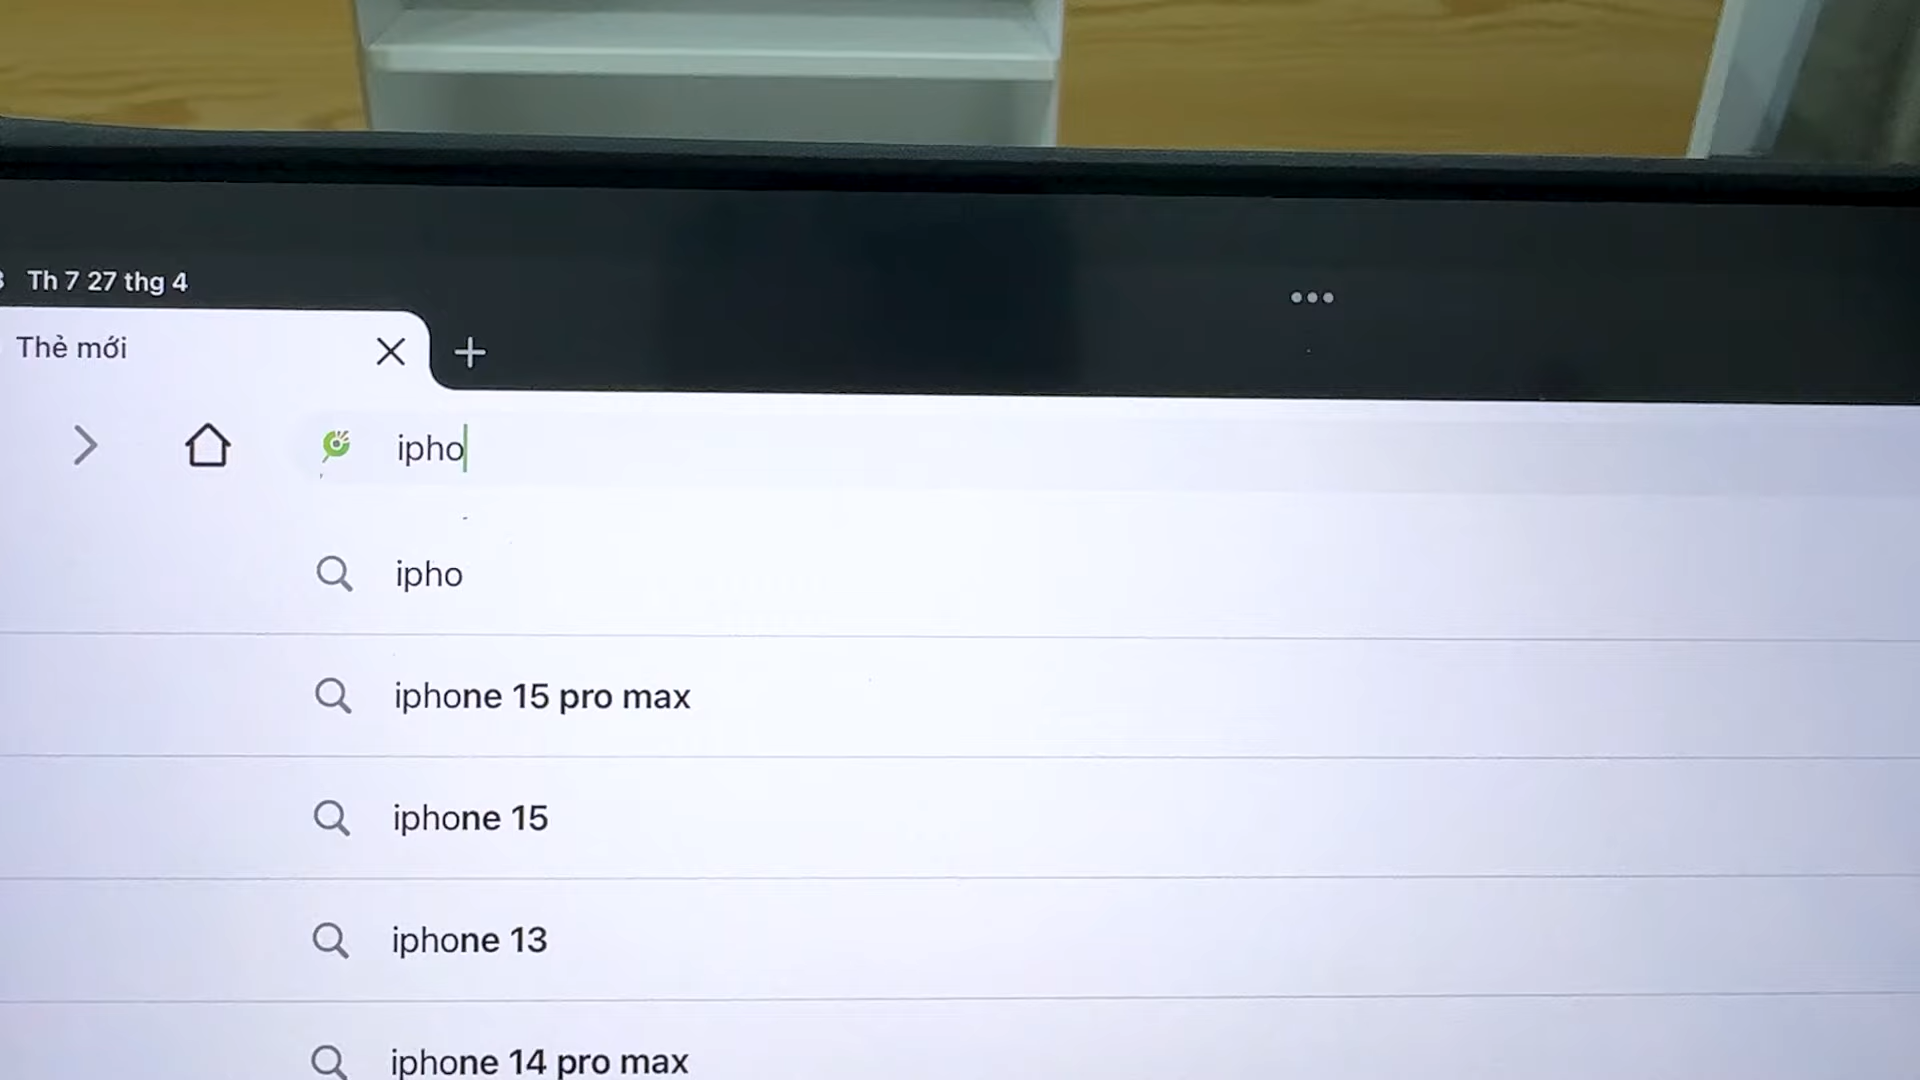 Th 7 27 thg 4
Thẻ mới
ipho
ipho
iphone 15 pro max
iphone 15
iphone 13
iphone 14 pro max